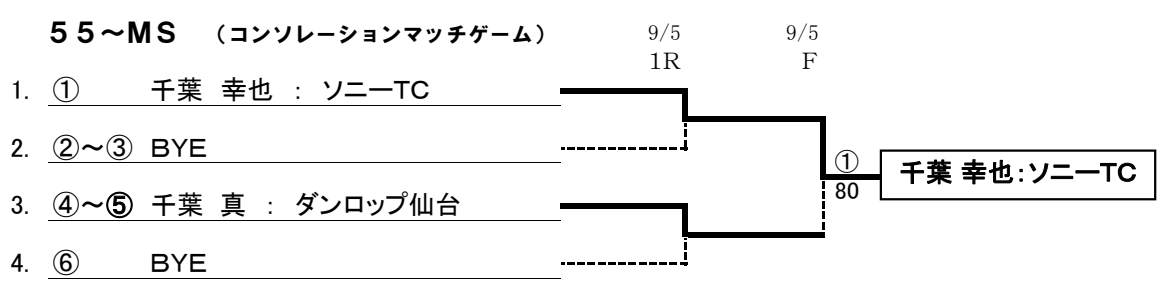 55～MS （コンソレーションマッチゲーム） 9/5 9/5
1R F
1. ① 千葉 幸也 : ソニーTC
2. ②～③ BYE
① 千葉 幸也:ソニーTC
80
3. ④～⑤ 千葉 真 : ダンロップ仙台
4. ⑥ BYE